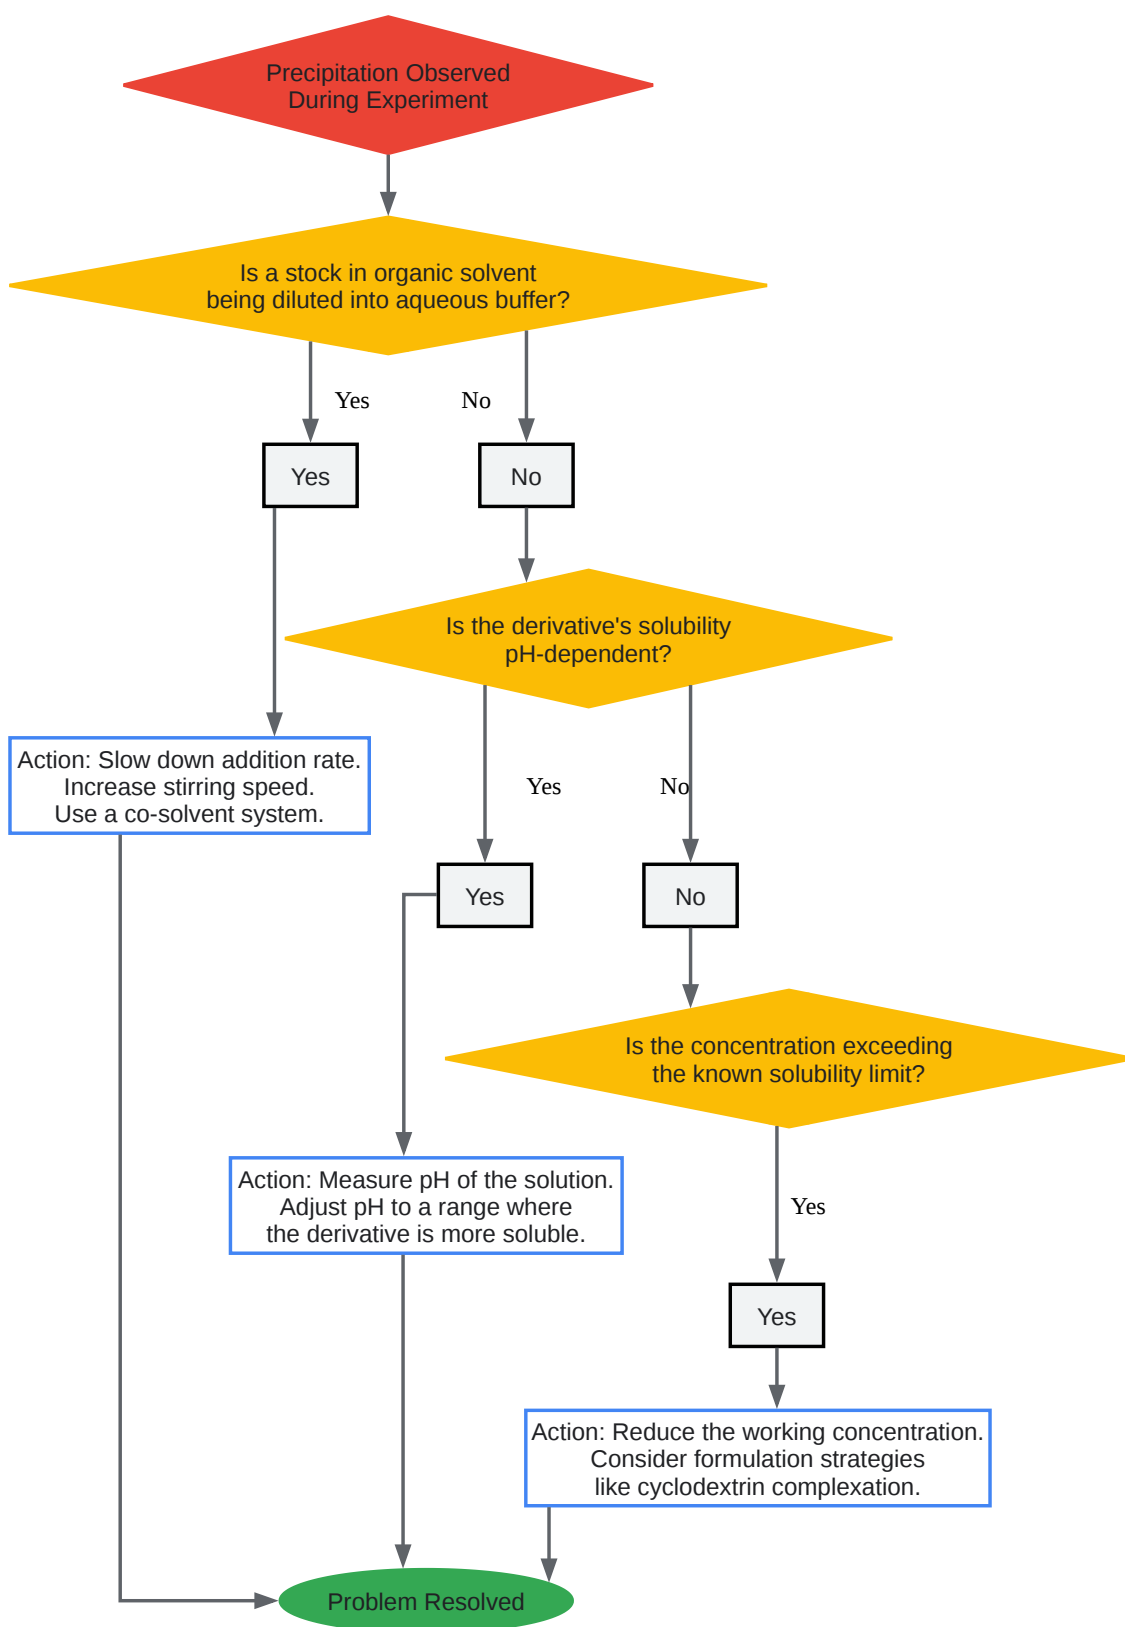 Precipitation Observed
During Experiment
Is a stock in organic solvent
being diluted into aqueous buffer?
Yes
No
Yes
No
Is the derivative's solubility
pH-dependent?
Action: Slow down addition rate.
Increase stirring speed.
Use a co-solvent system.
Yes
No
Yes
No
Is the concentration exceeding
the known solubility limit?
Action: Measure pH of the solution.
Adjust pH to a range where
the derivative is more soluble.
Yes
Yes
Action: Reduce the working concentration.
Consider formulation strategies
like cyclodextrin complexation.
Problem Resolved